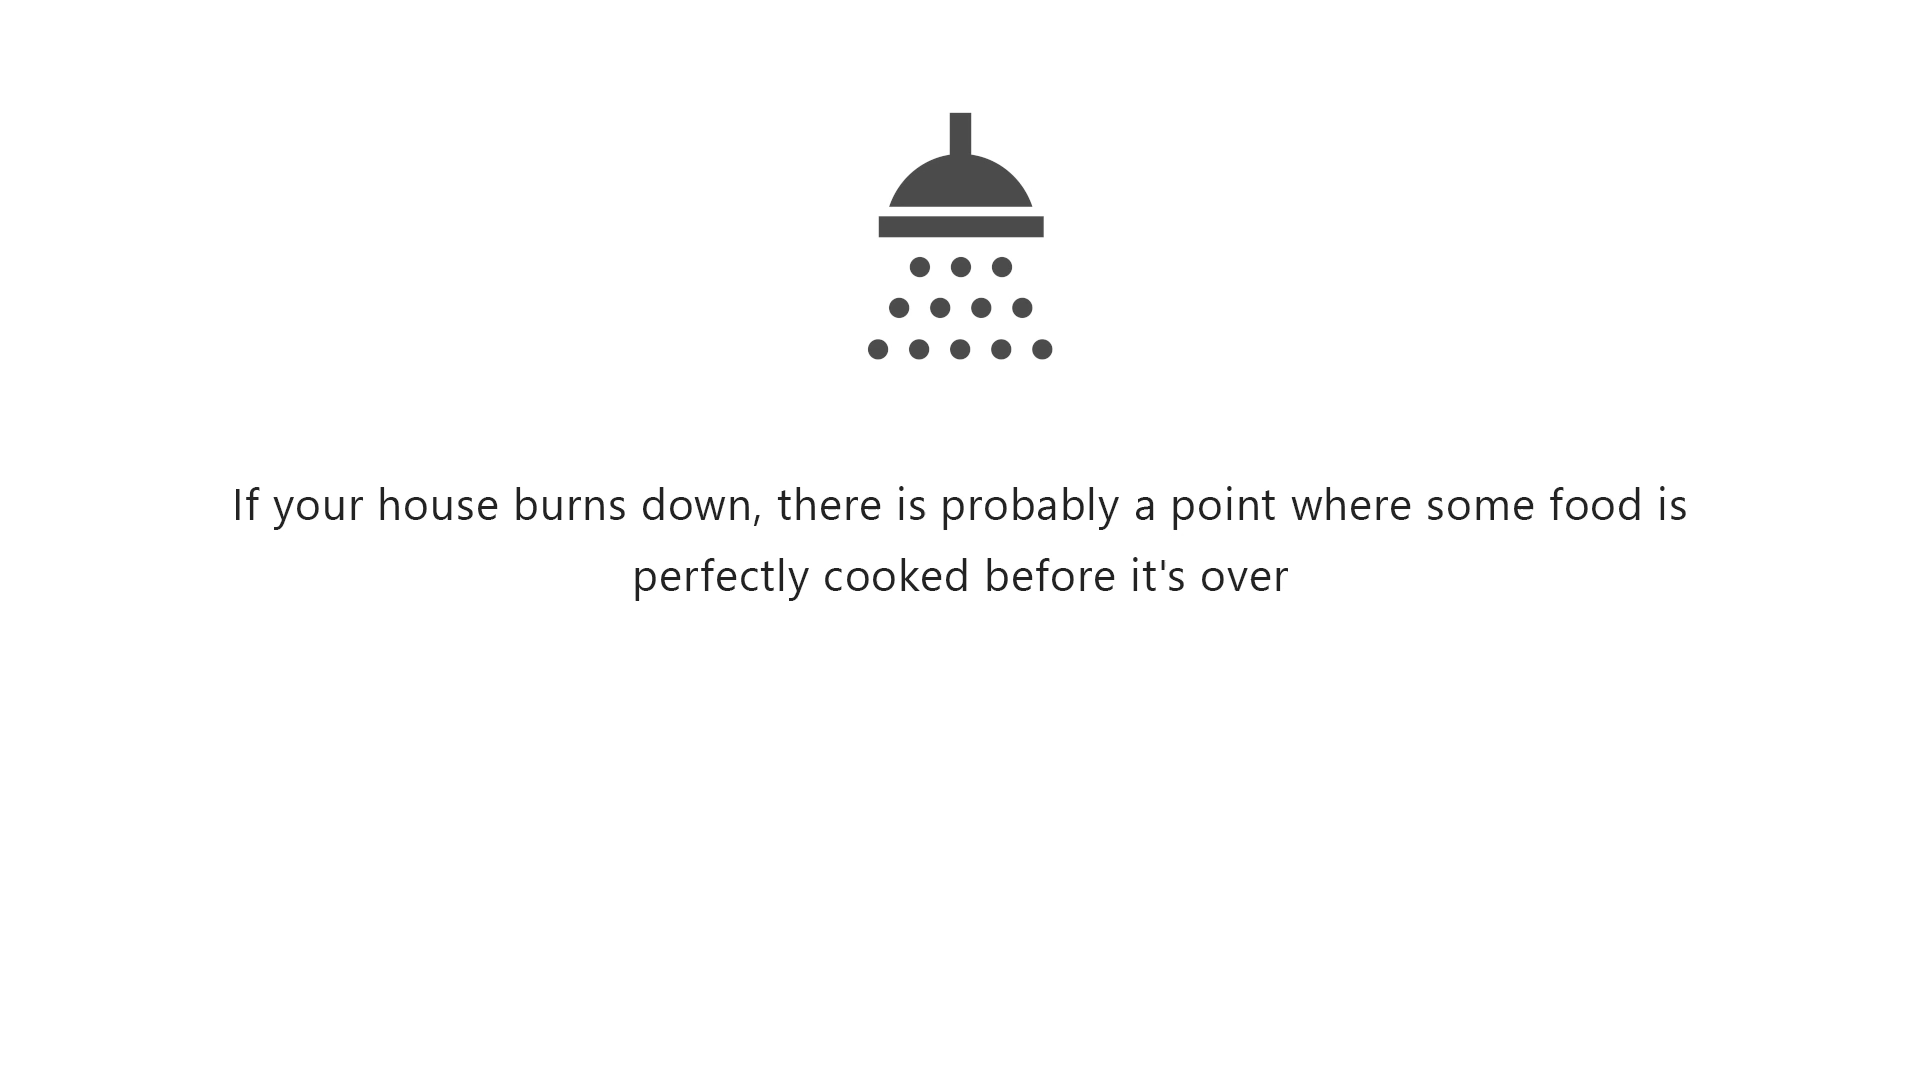 If your house burns down, there is probably a point where some food is
perfectly cooked before it's over